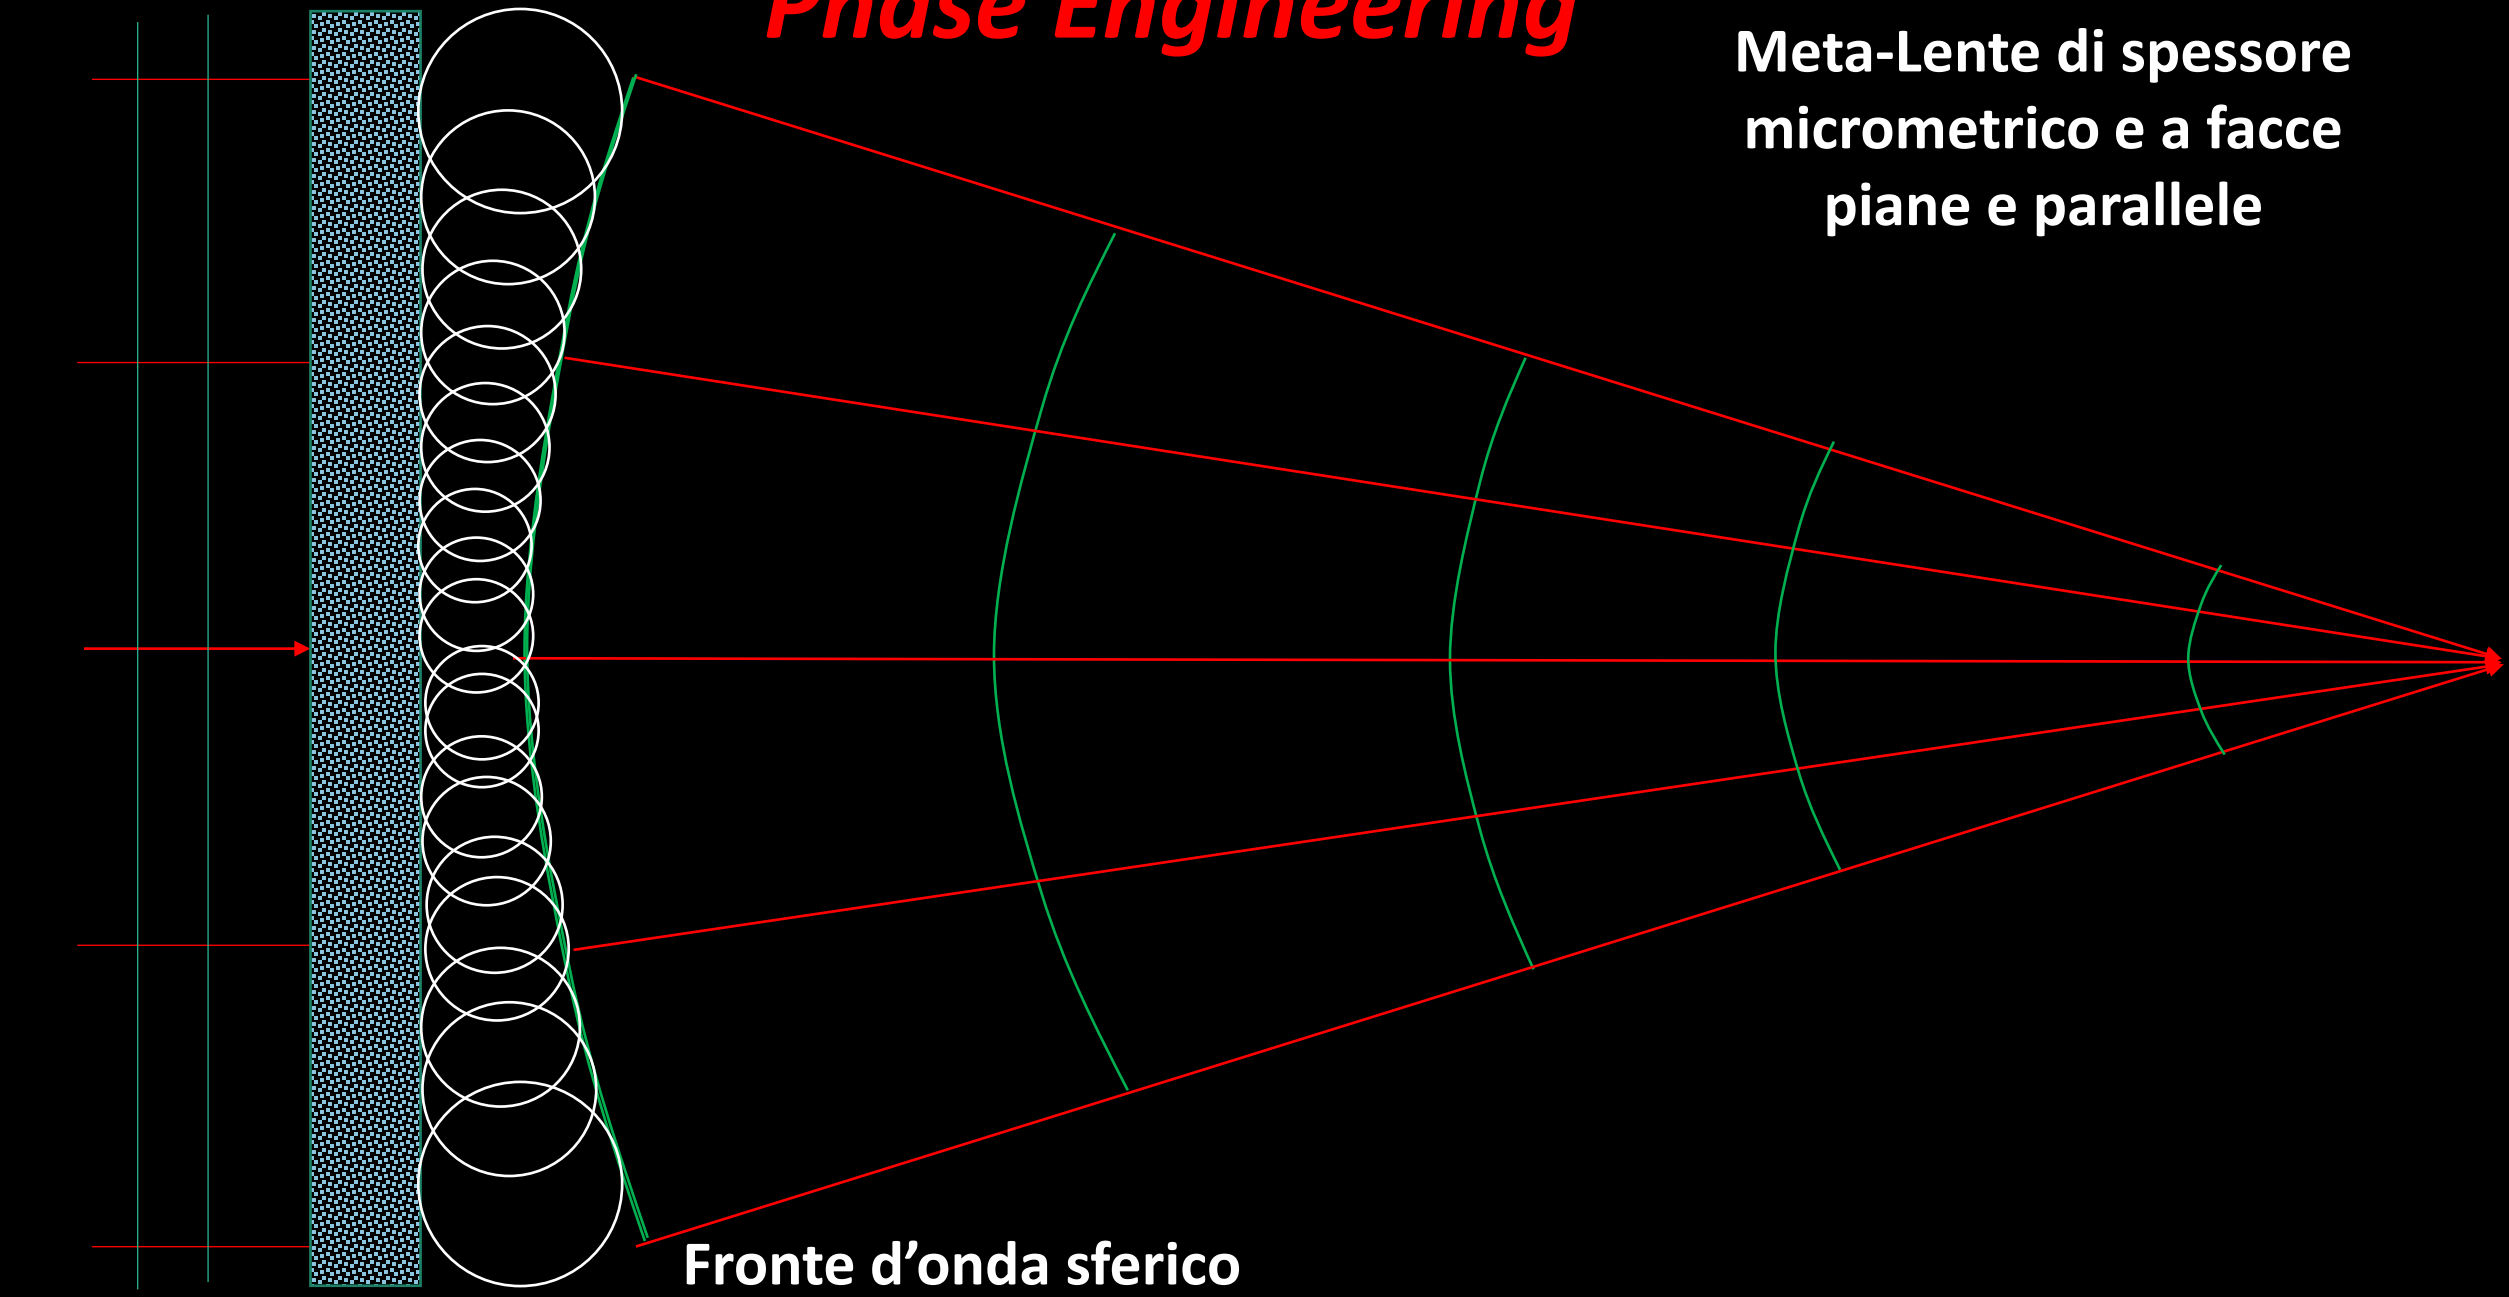 Phase Engineering
Meta-Lente di spessore
micrometrico e a facce
piane e parallele
Fronte d’onda sferico